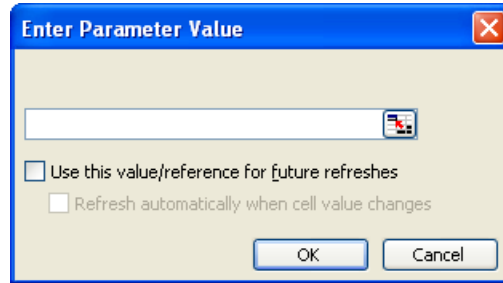 Enter Parameter Value
Use this value/reference for future refreshes
Refresh automatically when cell value changes
OK Cancel